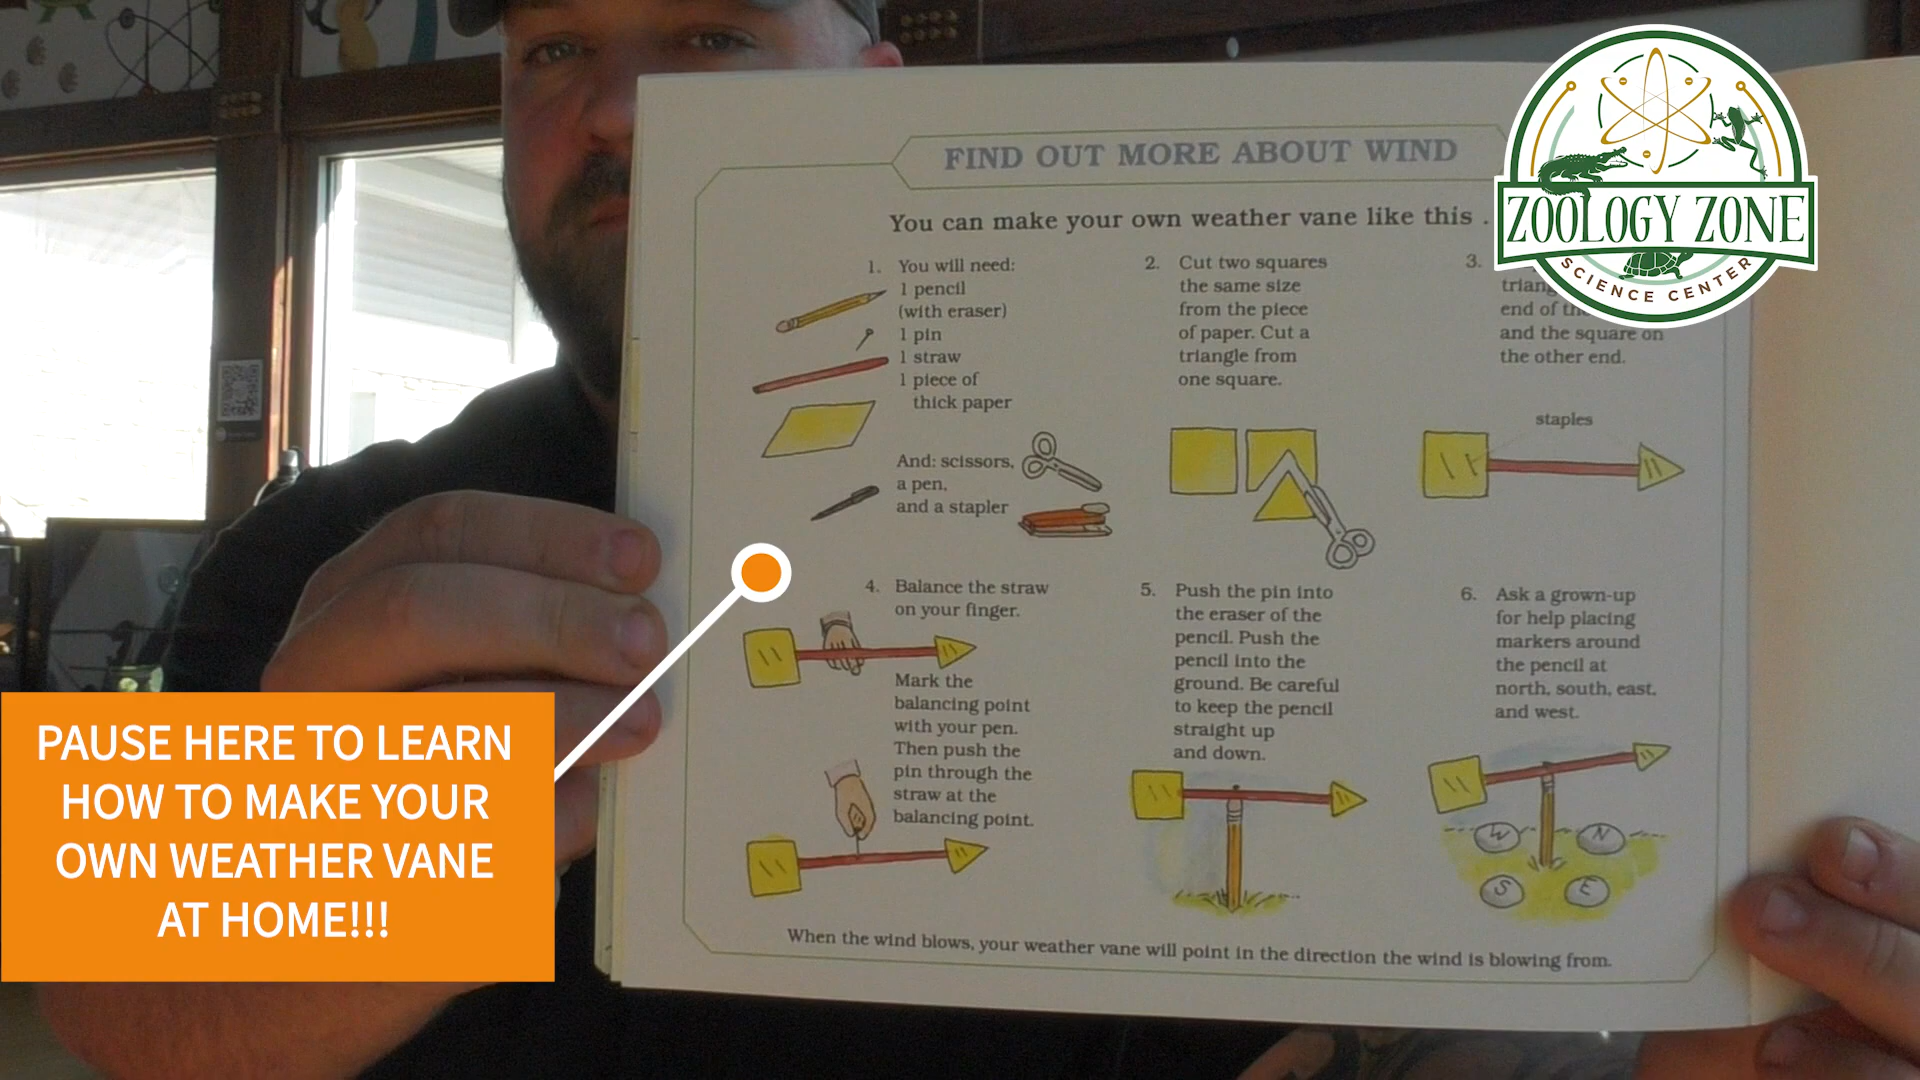 FIND OUT MORE ABOUT WIND
You can make your own weather vane like this .
1. You will need:
1 pencil
(with eraser)
1 pin
1 straw
1 piece of
thick paper
And: scissors,
a pen,
and a stapler
2. Cut two squares
the same size
from the piece
of paper. Cut a
triangle from
one square.
3.
end of
and the square on
the other end.
staples
4. Balance the straw
on your finger.
Mark the
balancing point
with your pen.
Then push the
pin through the
straw at the
balancing point.
5. Push the pin into
the eraser of the
pencil. Push the
pencil into the
ground. Be careful
to keep the pencil
straight up
and down.
6. Ask a grown-up
for help placing
markers around
the pencil at
north, south, east,
and west.
W
N
S
E
When the wind blows, your weather vane will point in the direction the wind is blowing from.
ZOOLOGY ZONE
SCIENCE CENTER
PAUSE HERE TO LEARN
HOW TO MAKE YOUR
OWN WEATHER VANE
AT HOME!!!